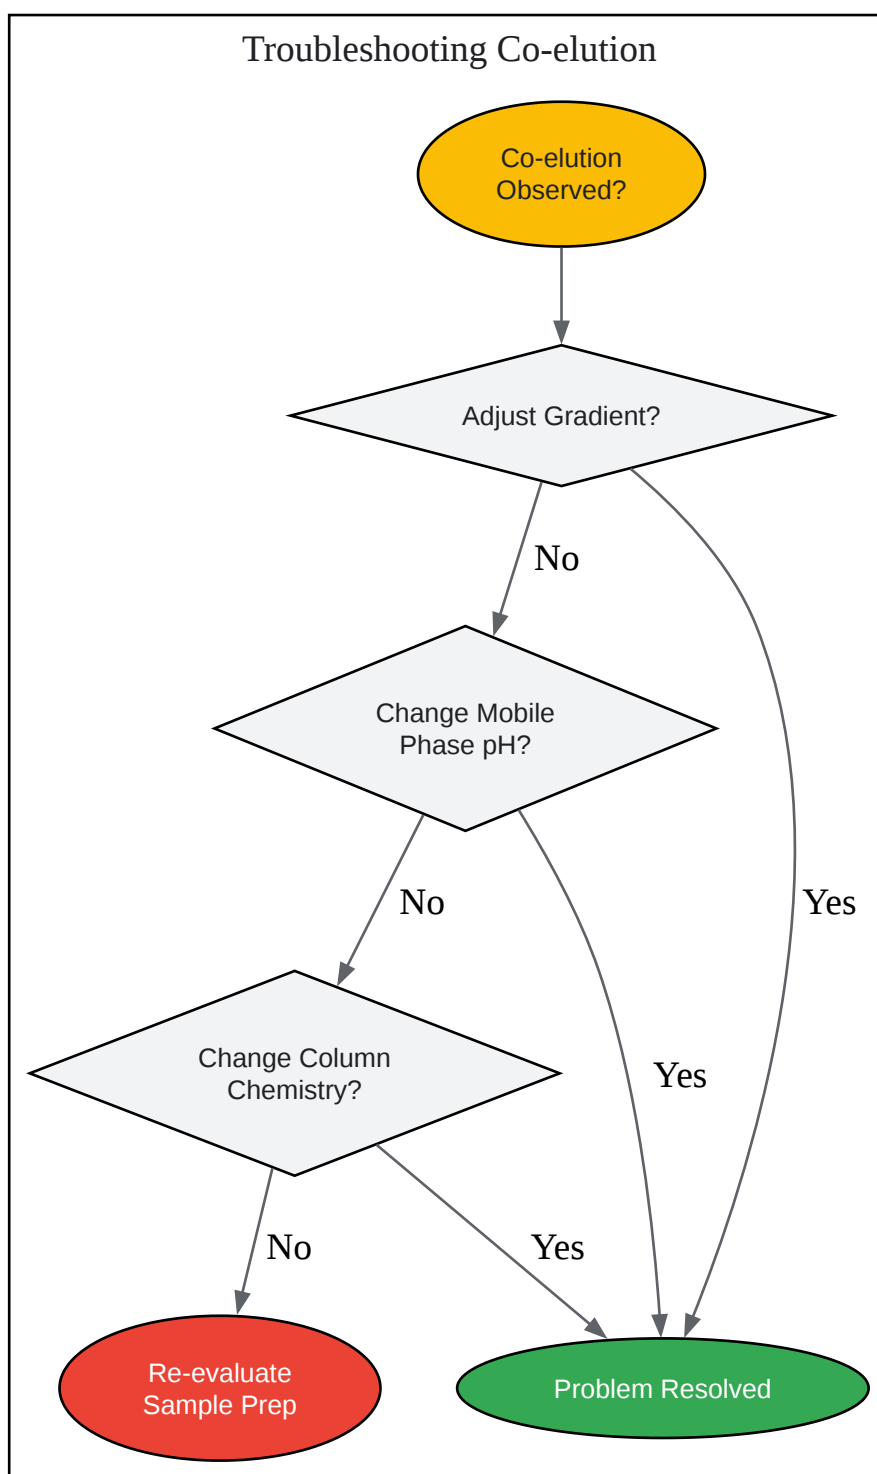 Troubleshooting Co-elution
Co-elution
Observed?
Adjust Gradient?
No
Change Mobile
Phase pH?
No
Yes
Change Column
Chemistry?
Yes
No
Yes
Re-evaluate
Sample Prep
Problem Resolved